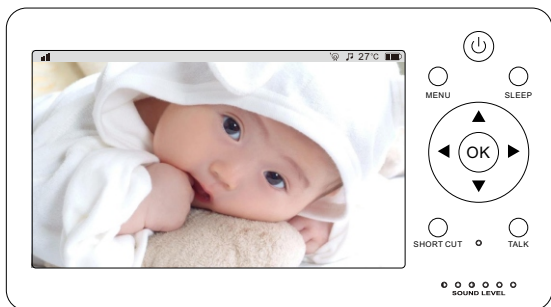 27°C
MENU SLEEP
OK
SHORT CUT TALK
SOUND LEVEL